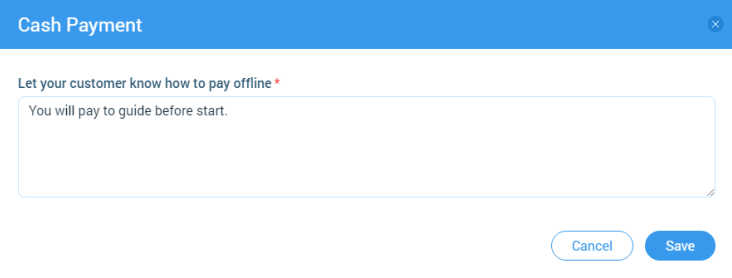 Cash Payment
Let your customer know how to pay offline *
You will pay to guide before start.
Cancel Save